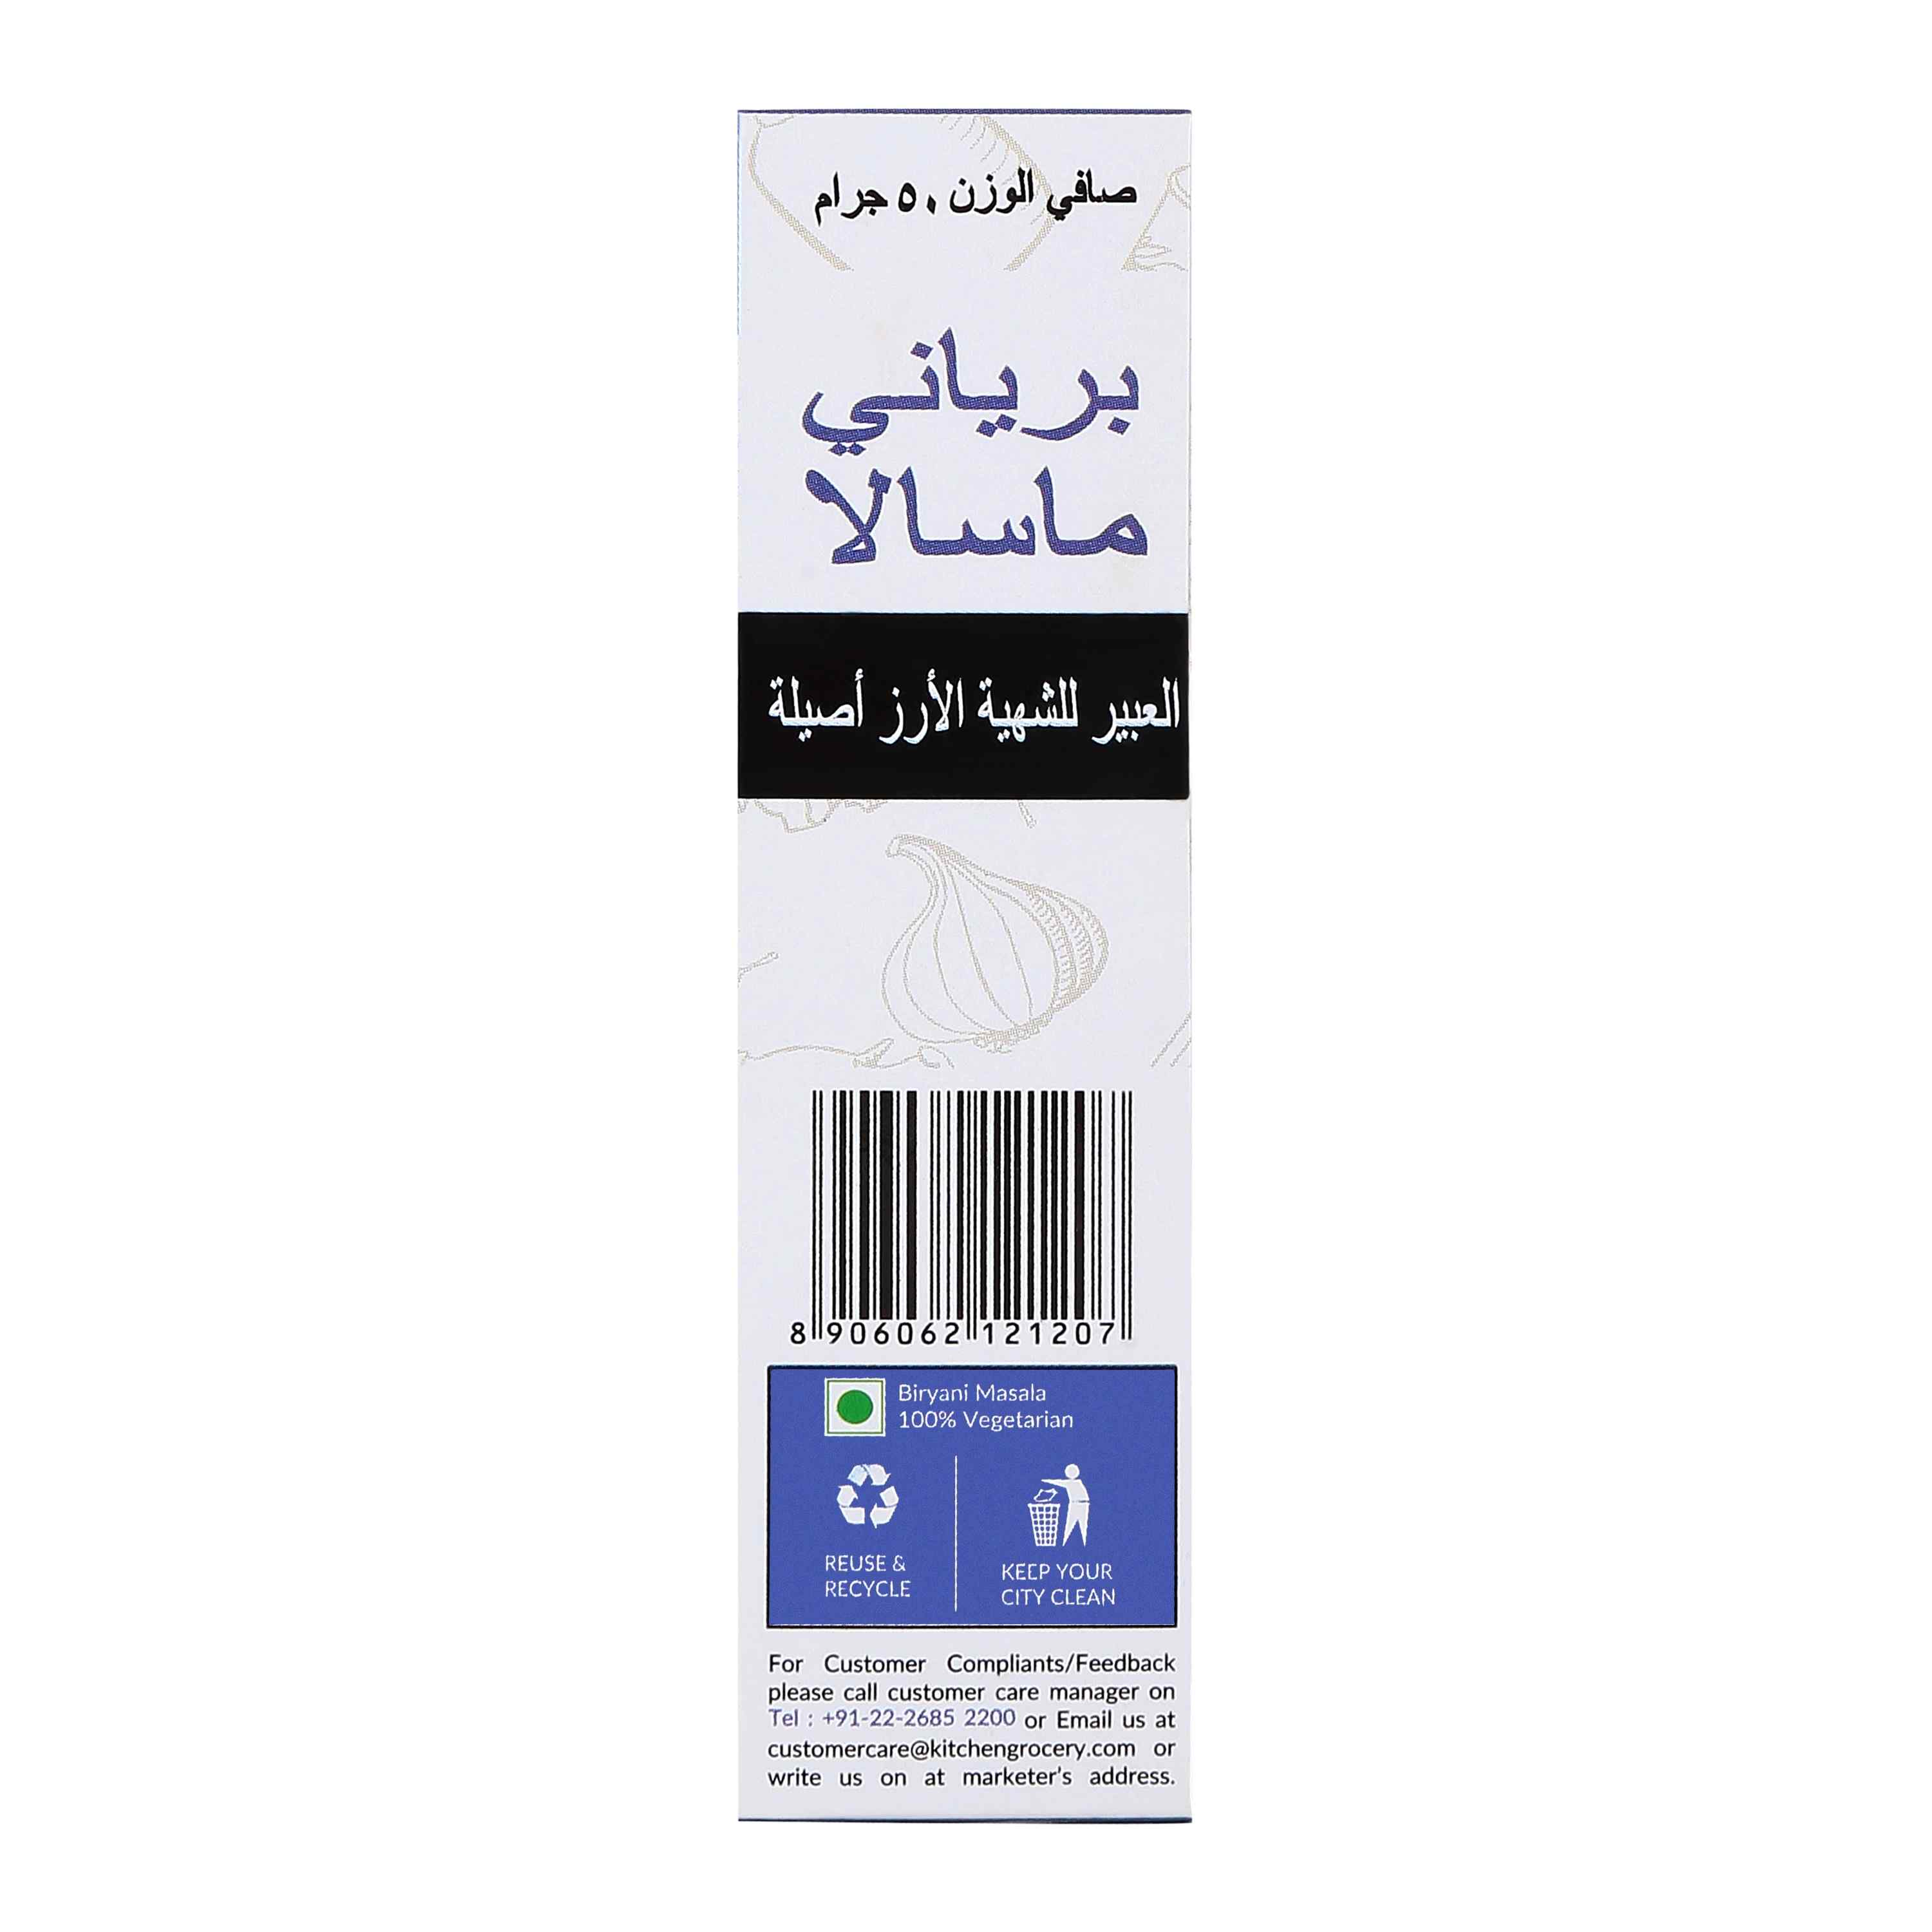 صافي الوزن ٥٠ جرام
برياني
ماسالا
العبير للشهية الأرز أصيلة
8 906062 121207
Biryani Masala
100% Vegetarian
REUSE &
RECYCLE
KEEP YOUR
CITY CLEAN
For Customer Compliants/Feedback
please call customer care manager on
Tel : +91-22-2685 2200 or Email us at
customercare@kitchengrocery.com or
write us on at marketer's address.